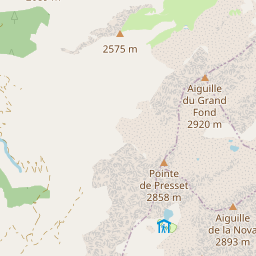 2575 m
Aiguille
du Grand
Fond
2920 m
Pointe
de Presset
2858 m
Aiguille
de la Nova
2893 m